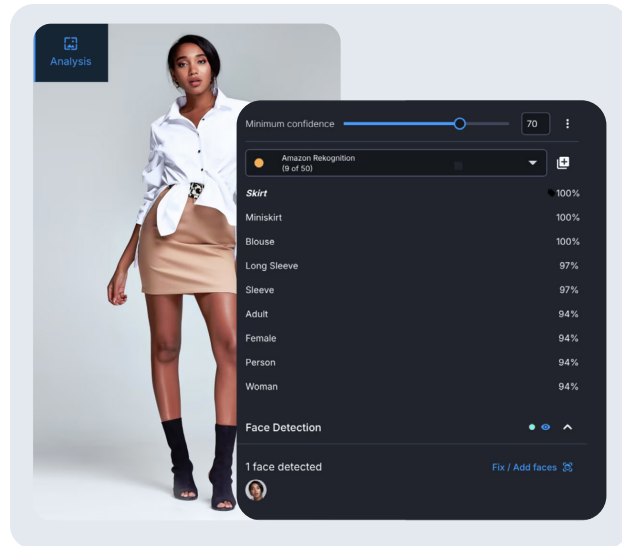 Analysis
Minimum confidence 70
Amazon Rekognition
(9 of 50)
Skirt 100%
Miniskirt 100%
Blouse 100%
Long Sleeve 97%
Sleeve 97%
Adult 94%
Female 94%
Person 94%
Woman 94%
Face Detection
1 face detected Fix / Add faces